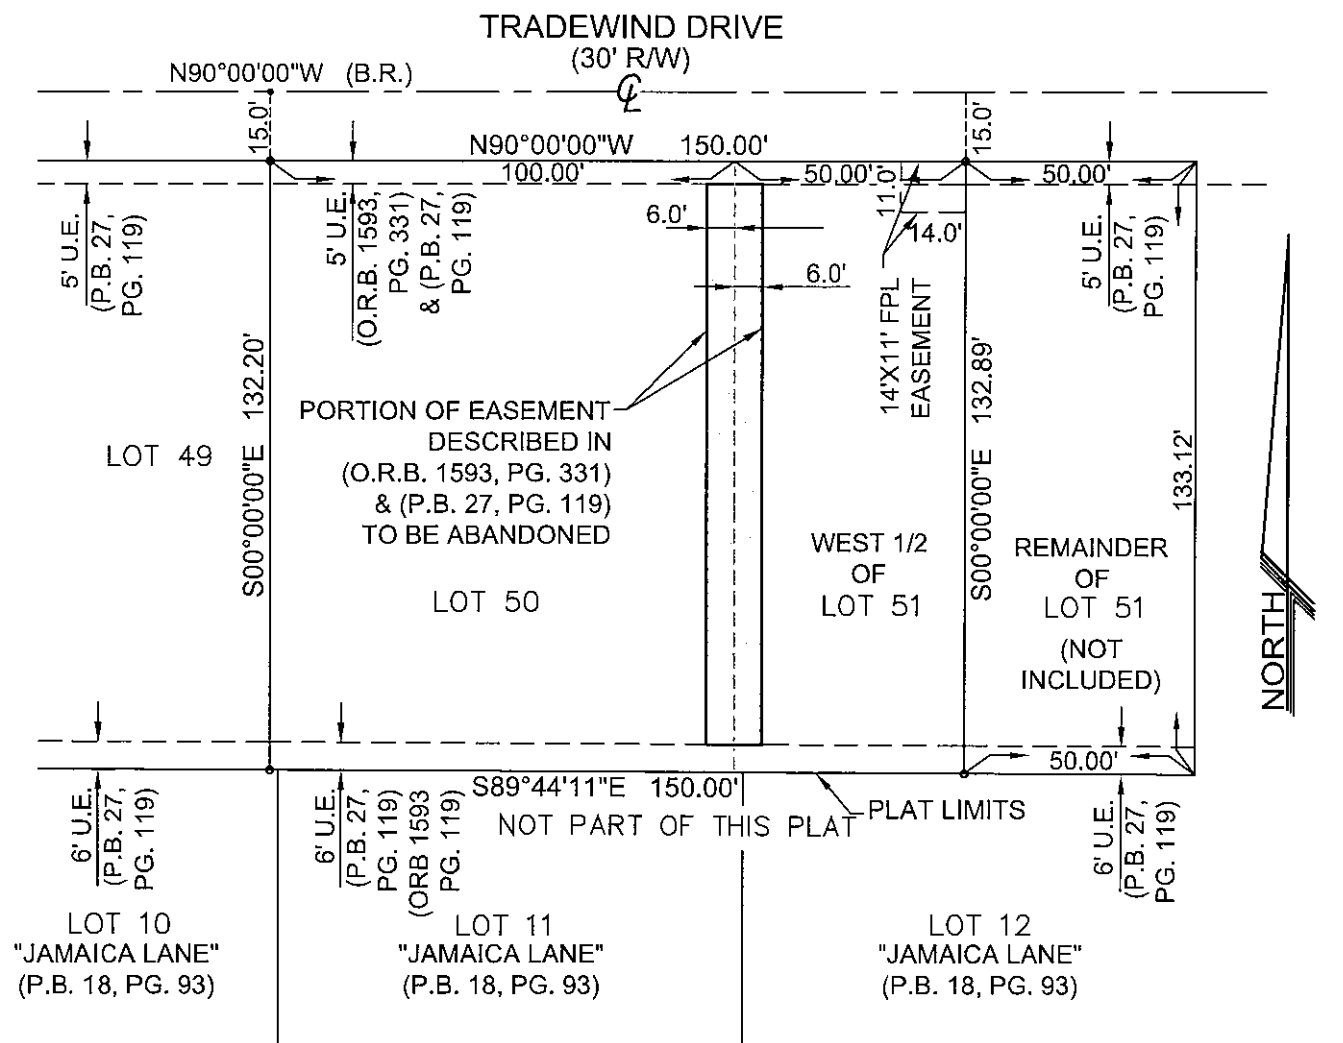 TRADEWIND DRIVE
(30' R/W)
N90°00'00"W (B.R.)
℄
15.0'
15.0'
N90°00'00"W 150.00'
100.00'
50.00'
50.00'
11.0'
14.0'
6.0'
6.0'
5' U.E.
(P.B. 27,
PG. 119)
5' U.E.
(O.R.B. 1593,
PG. 331)
& (P.B. 27,
PG. 119)
14'X11' FPL
EASEMENT
5' U.E.
(P.B. 27,
PG. 119)
S00°00'00"E 132.20'
S00°00'00"E 132.89'
133.12'
PORTION OF EASEMENT
DESCRIBED IN
(O.R.B. 1593, PG. 331)
& (P.B. 27, PG. 119)
TO BE ABANDONED
LOT 49
LOT 50
WEST 1/2
OF
LOT 51
REMAINDER
OF
LOT 51
(NOT
INCLUDED)
NORTH
50.00'
S89°44'11"E 150.00'
PLAT LIMITS
NOT PART OF THIS PLAT
6' U.E.
(P.B. 27,
PG. 119)
6' U.E.
(P.B. 27,
PG. 119)
(ORB 1593
PG. 119)
6' U.E.
(P.B. 27,
PG. 119)
LOT 10
"JAMAICA LANE"
(P.B. 18, PG. 93)
LOT 11
"JAMAICA LANE"
(P.B. 18, PG. 93)
LOT 12
"JAMAICA LANE"
(P.B. 18, PG. 93)